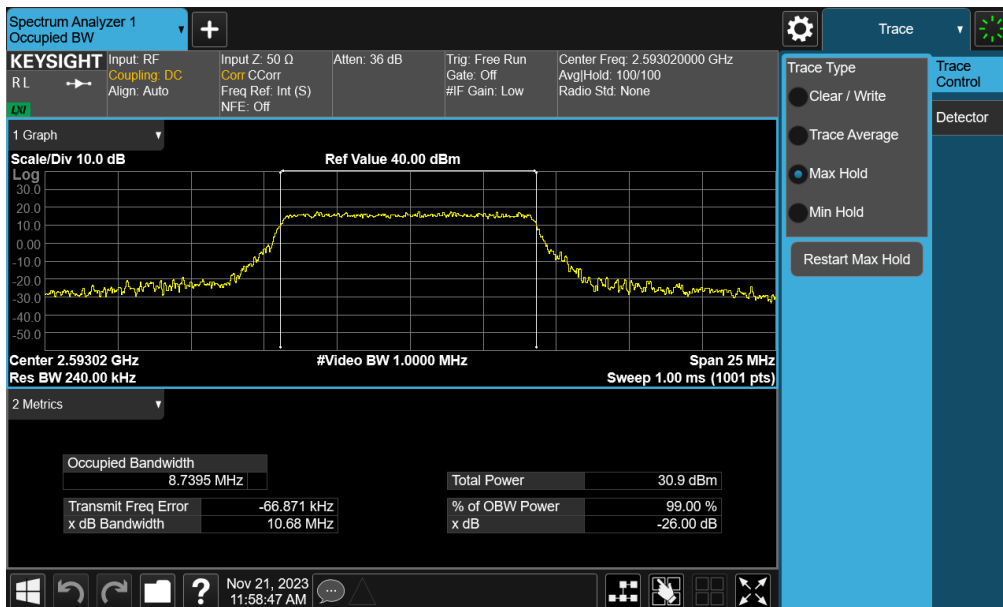 Spectrum Analyzer 1
Occupied BW
+
Trace
KEYSIGHT Input: RF Input Z: 50 Ω Atten: 36 dB Trig: Free Run Center Freq: 2.593020000 GHz
R L Coupling: DC Corr CCorr Gate: Off Avg|Hold: 100/100
Align: Auto Freq Ref: Int (S) #IF Gain: Low Radio Std: None
LXI NFE: Off
1 Graph
Scale/Div 10.0 dB Ref Value 40.00 dBm
Log
30.0
20.0
10.0
0.00
-10.0
-20.0
-30.0
-40.0
-50.0
Center 2.59302 GHz #Video BW 1.0000 MHz Span 25 MHz
Res BW 240.00 kHz Sweep 1.00 ms (1001 pts)
2 Metrics
Occupied Bandwidth
8.7395 MHz Total Power 30.9 dBm
Transmit Freq Error -66.871 kHz % of OBW Power 99.00 %
x dB Bandwidth 10.68 MHz x dB -26.00 dB
Trace Type
Clear / Write
Trace Average
Max Hold
Min Hold
Restart Max Hold
Trace
Control
Detector
? Nov 21, 2023
11:58:47 AM